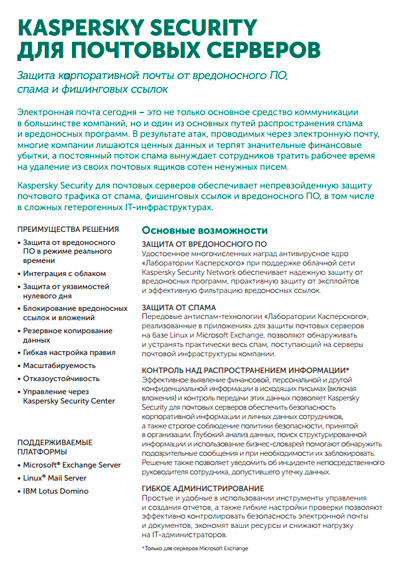 KASPERSKY SECURITY
ДЛЯ ПОЧТОВЫХ СЕРВЕРОВ
Защита корпоративной почты от вредоносного ПО,
спама и фишинговых ссылок
Электронная почта сегодня – это не только основное средство коммуникации
в большинстве компаний, но и один из основных путей распространения спама
и вредоносных программ. В результате атак, проводимых через электронную почту,
многие компании лишаются ценных данных и терпят значительные финансовые
убытки, а постоянный поток спама вынуждает сотрудников тратить рабочее время
на удаление из своих почтовых ящиков сотен ненужных писем.
Kaspersky Security для почтовых серверов обеспечивает непревзойденную защиту
почтового трафика от спама, фишинговых ссылок и вредоносного ПО, в том числе
в сложных гетерогенных IT-инфраструктурах.
ПРЕИМУЩЕСТВА РЕШЕНИЯ
• Защита от вредоносного
ПО в режиме реального
времени
• Интеграция с облаком
• Защита от уязвимостей
нулевого дня
• Блокирование вредоносных
ссылок и вложений
• Резервное копирование
данных
• Гибкая настройка правил
• Масштабируемость
• Отказоустойчивость
• Управление через
Kaspersky Security Center
ПОДДЕРЖИВАЕМЫЕ
ПЛАТФОРМЫ
• Microsoft® Exchange Server
• Linux® Mail Server
• IBM Lotus Domino
Основные возможности
ЗАЩИТА ОТ ВРЕДОНОСНОГО ПО
Удостоенное многочисленных наград антивирусное ядро
«Лаборатории Касперского» при поддержке облачной сети
Kaspersky Security Network обеспечивает надежную защиту от
вредоносных программ, проактивную защиту от эксплойтов
и эффективную фильтрацию вредоносных ссылок.
ЗАЩИТА ОТ СПАМА
Передовые антиспам-технологии «Лаборатории Касперского»,
реализованные в приложениях для защиты почтовых серверов
на базе Linux и Microsoft Exchange, позволяют обнаруживать
и устранять практически весь спам, поступающий на серверы
почтовой инфраструктуры компании.
КОНТРОЛЬ НАД РАСПРОСТРАНЕНИЕМ ИНФОРМАЦИИ*
Эффективное выявление финансовой, персональной и другой
конфиденциальной информации в исходящих письмах (включая
вложения) и контроль передачи этих данных позволяет Kaspersky
Security для почтовых серверов обеспечить безопасность
корпоративной информации и личных данных сотрудников,
а также строгое соблюдение политики безопасности, принятой
в организации. Глубокий анализ данных, поиск структурированной
информации и использование бизнес-словарей помогают обнаружить
подозрительные сообщения и при необходимости их заблокировать.
Решение также позволяет уведомить об инциденте непосредственного
руководителя сотрудника, допустившего утечку данных.
ГИБКОЕ АДМИНИСТРИРОВАНИЕ
Простые и удобные в использовании инструменты управления
и создания отчетов, а также гибкие настройки проверки позволяют
эффективно контролировать безопасность электронной почты
и документов, экономят ваши ресурсы и снижают нагрузку
на IT-администраторов.
*Только для серверов Microsoft Exchange